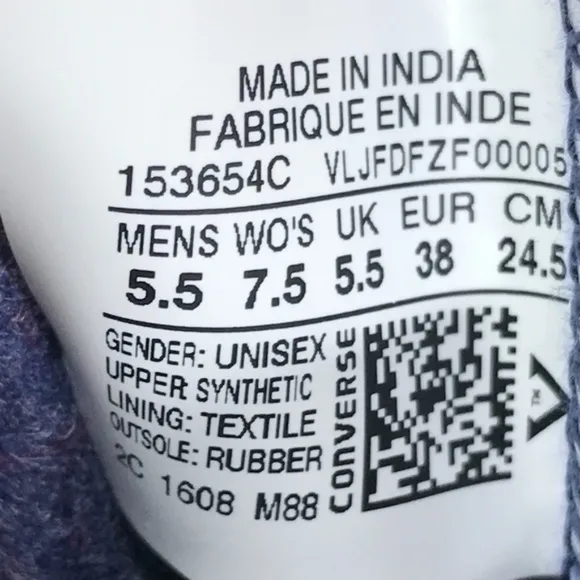 MADE IN INDIA
FABRIQUE EN INDE
153654C VLJFDFZF00005
MENS WO'S UK EUR CM
5.5 7.5 5.5 38 24.5
GENDER: UNISEX
UPPER: SYNTHETIC
LINING: TEXTILE
OUTSOLE: RUBBER
2C 1608 M88
CONVERSE
TM